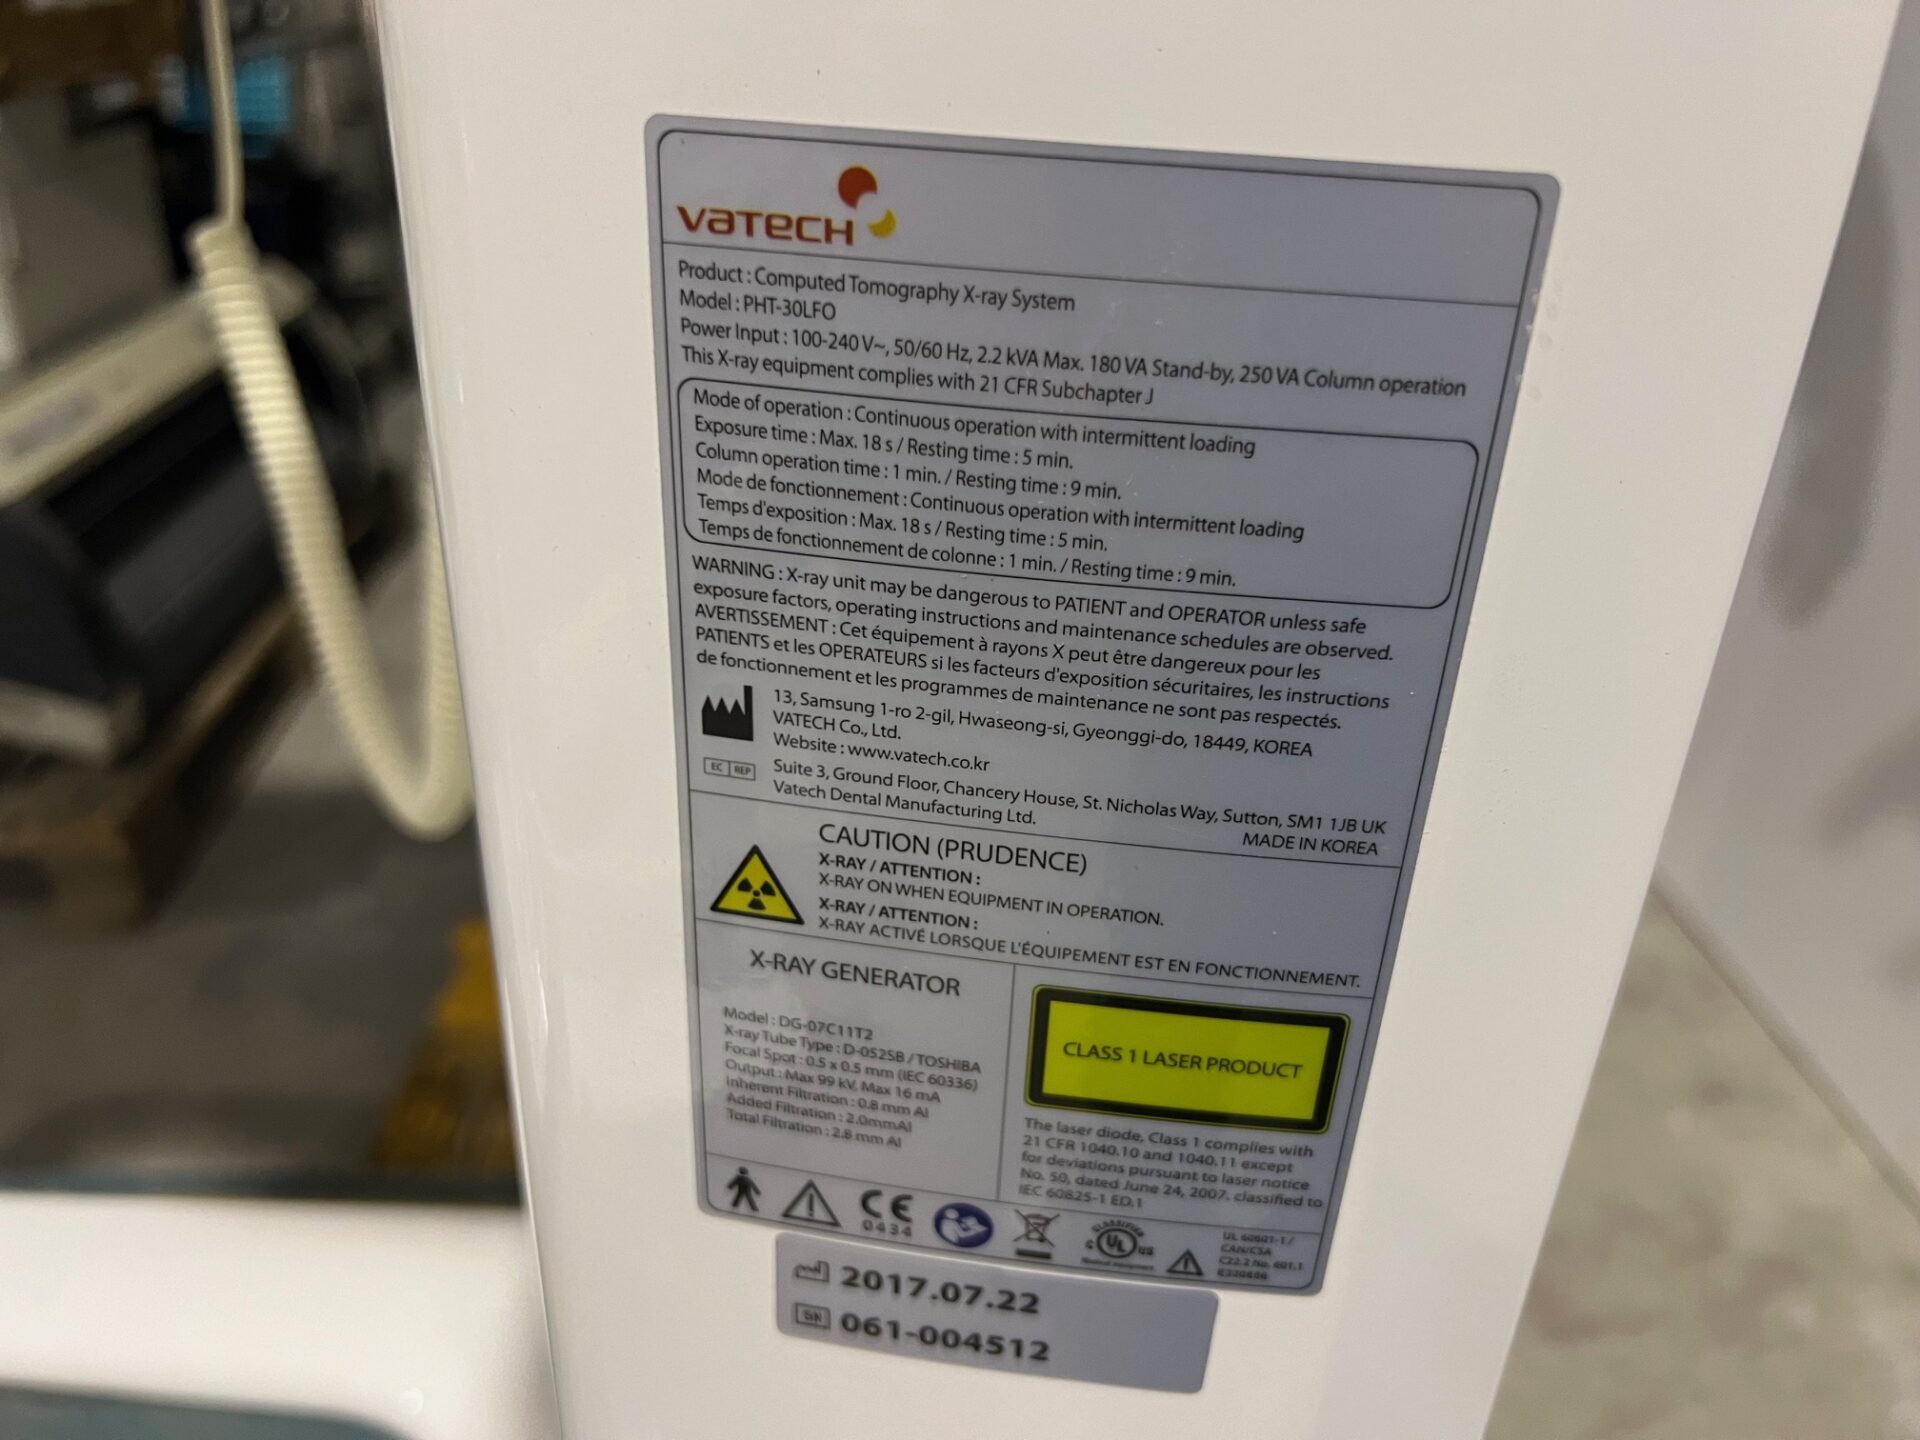 VATECH
Product : Computed Tomography X-ray System
Model : PHT-30LFO
Power Input : 100-240 V~, 50/60 Hz, 2.2 kVA Max. 180 VA Stand-by, 250 VA Column operation
This X-ray equipment complies with 21 CFR Subchapter J
Mode of operation : Continuous operation with intermittent loading
Exposure time : Max. 18 s / Resting time : 5 min.
Column operation time : 1 min. / Resting time : 9 min.
Mode de fonctionnement : Continuous operation with intermittent loading
Temps d'exposition : Max. 18 s / Resting time : 5 min.
Temps de fonctionnement de colonne : 1 min. / Resting time : 9 min.
WARNING : X-ray unit may be dangerous to PATIENT and OPERATOR unless safe
exposure factors, operating instructions and maintenance schedules are observed.
AVERTISSEMENT : Cet équipement à rayons X peut être dangereux pour les
PATIENTS et les OPERATEURS si les facteurs d'exposition sécuritaires, les instructions
de fonctionnement et les programmes de maintenance ne sont pas respectés.
13, Samsung 1-ro 2-gil, Hwaseong-si, Gyeonggi-do, 18449, KOREA
VATECH Co., Ltd.
Website : www.vatech.co.kr
EC REP
Suite 3, Ground Floor, Chancery House, St. Nicholas Way, Sutton, SM1 1JB UK
Vatech Dental Manufacturing Ltd.
MADE IN KOREA
CAUTION (PRUDENCE)
X-RAY / ATTENTION :
X-RAY ON WHEN EQUIPMENT IN OPERATION.
X-RAY / ATTENTION :
X-RAY ACTIVÉ LORSQUE L'ÉQUIPEMENT EST EN FONCTIONNEMENT.
X-RAY GENERATOR
Model : DG-07C11T2
X-ray Tube Type : D-052SB / TOSHIBA
Focal Spot : 0.5 x 0.5 mm (IEC 60336)
Output : Max 99 kV, Max 16 mA
Inherent Filtration : 0.8 mm Al
Added Filtration : 2.0mmAl
Total Filtration : 2.8 mm Al
CLASS 1 LASER PRODUCT
The laser diode, Class 1 complies with
21 CFR 1040.10 and 1040.11 except
for deviations pursuant to laser notice
No. 50, dated June 24, 2007. classified to
IEC 60825-1 ED.1
CE
0434
CLASSIFIED
C UL US
Medical equipment
UL 60601-1 /
CAN/CSA
C22.2 No. 601.1
2017.07.22
SN 061-004512